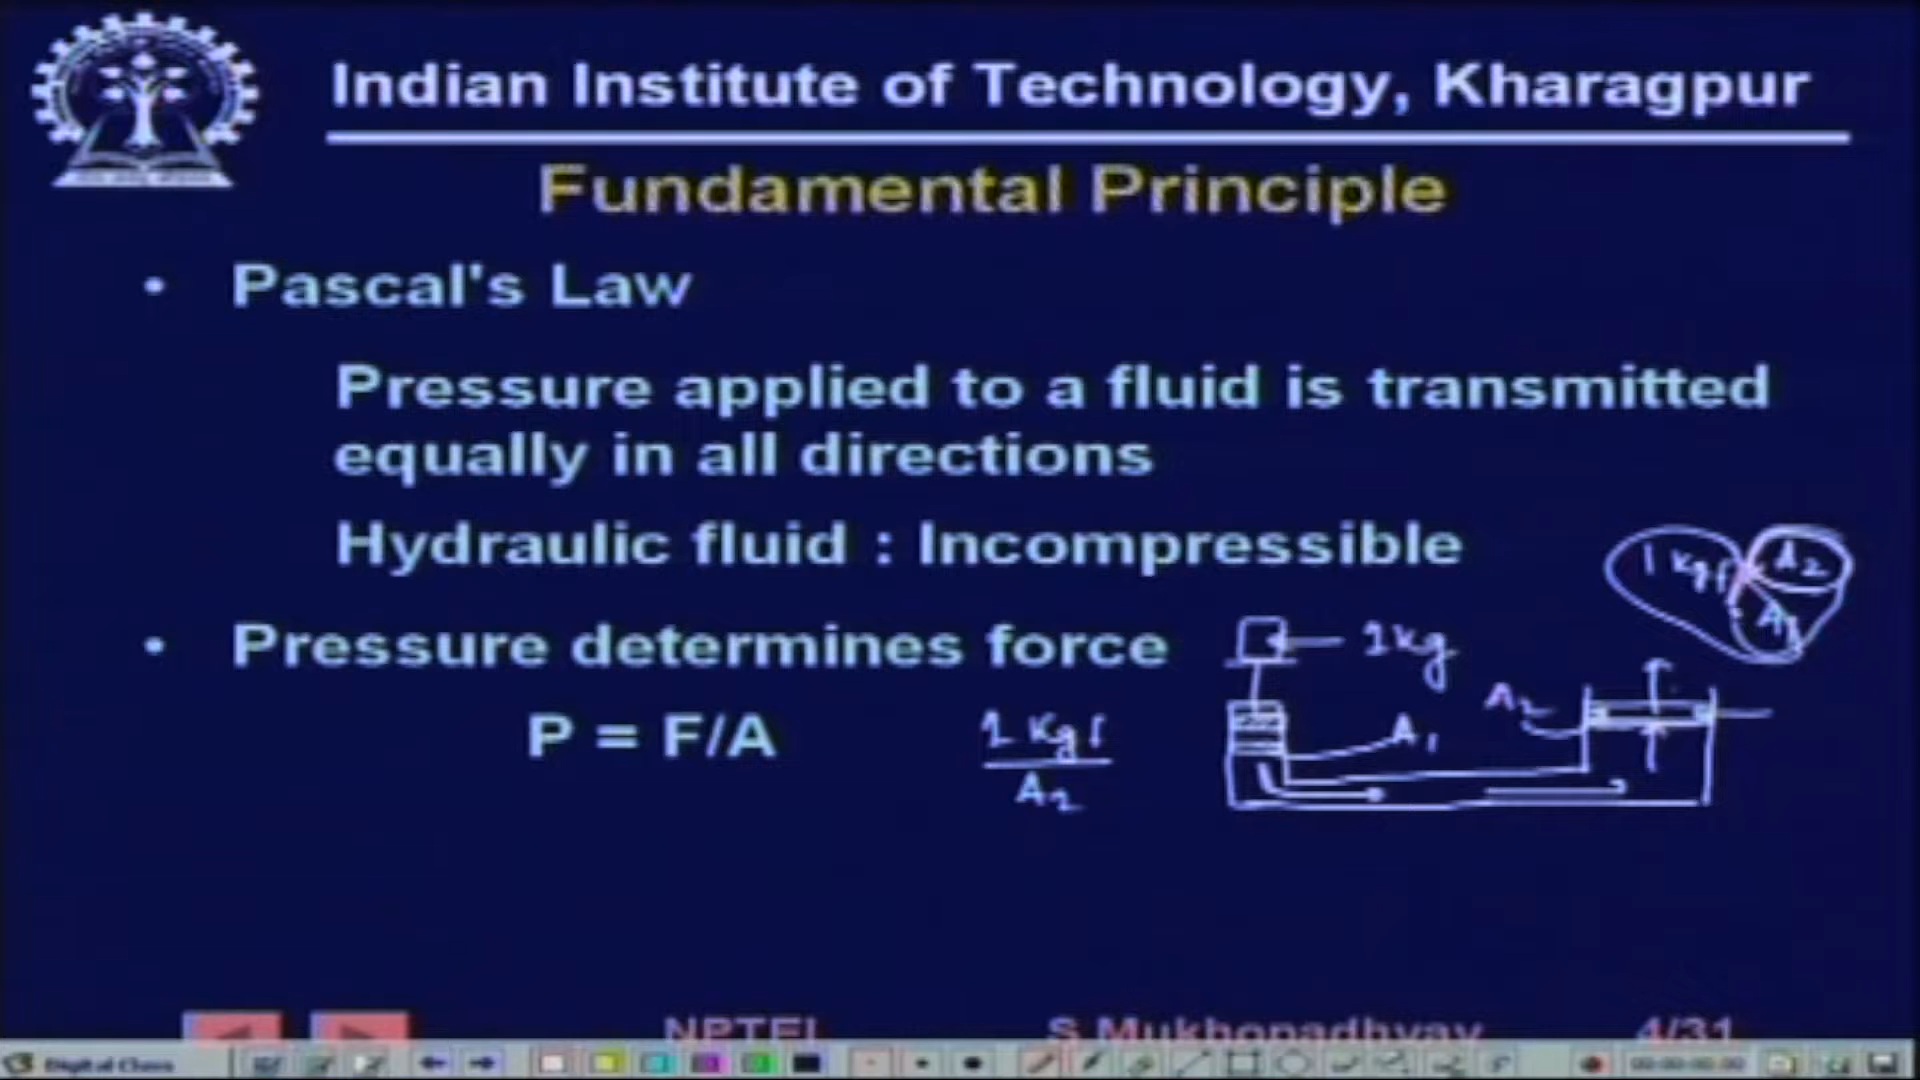 Indian Institute of Technology, Kharagpur
Fundamental Principle
• Pascal's Law
Pressure applied to a fluid is transmitted
equally in all directions
Hydraulic fluid : Incompressible
1 Kgf A2
A1
• Pressure determines force
1kg
A2
P = F/A
1 Kgf
A2
A1
NPTEL S.Mukhopadhyay 4/31
Digital Class